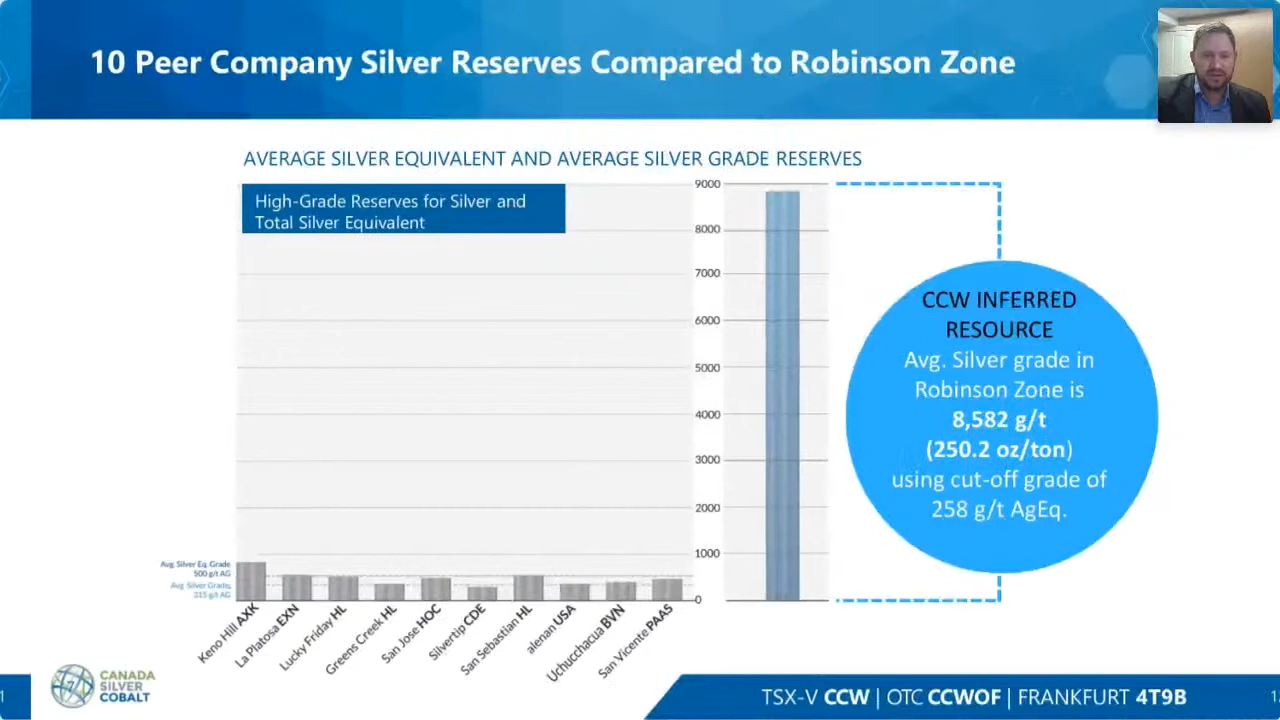 10 Peer Company Silver Reserves Compared to Robinson Zone
AVERAGE SILVER EQUIVALENT AND AVERAGE SILVER GRADE RESERVES
High-Grade Reserves for Silver and
Total Silver Equivalent
9000
8000
7000
6000
5000
4000
3000
2000
1000
0
Avg. Silver Eq. Grade
500 g/t AG
Avg. Silver Grade,
315 g/t AG
Keno Hill AXK
La Platosa EXN
Lucky Friday HL
Greens Creek HL
San Jose HOC
Silvertip CDE
San Sebastian HL
alenan USA
Uchucchacua BVN
San Vicente PAAS
CCW INFERRED
RESOURCE
Avg. Silver grade in
Robinson Zone is
8,582 g/t
(250.2 oz/ton)
using cut-off grade of
258 g/t AgEq.
CANADA
SILVER
COBALT
TSX-V CCW | OTC CCWOF | FRANKFURT 4T9B